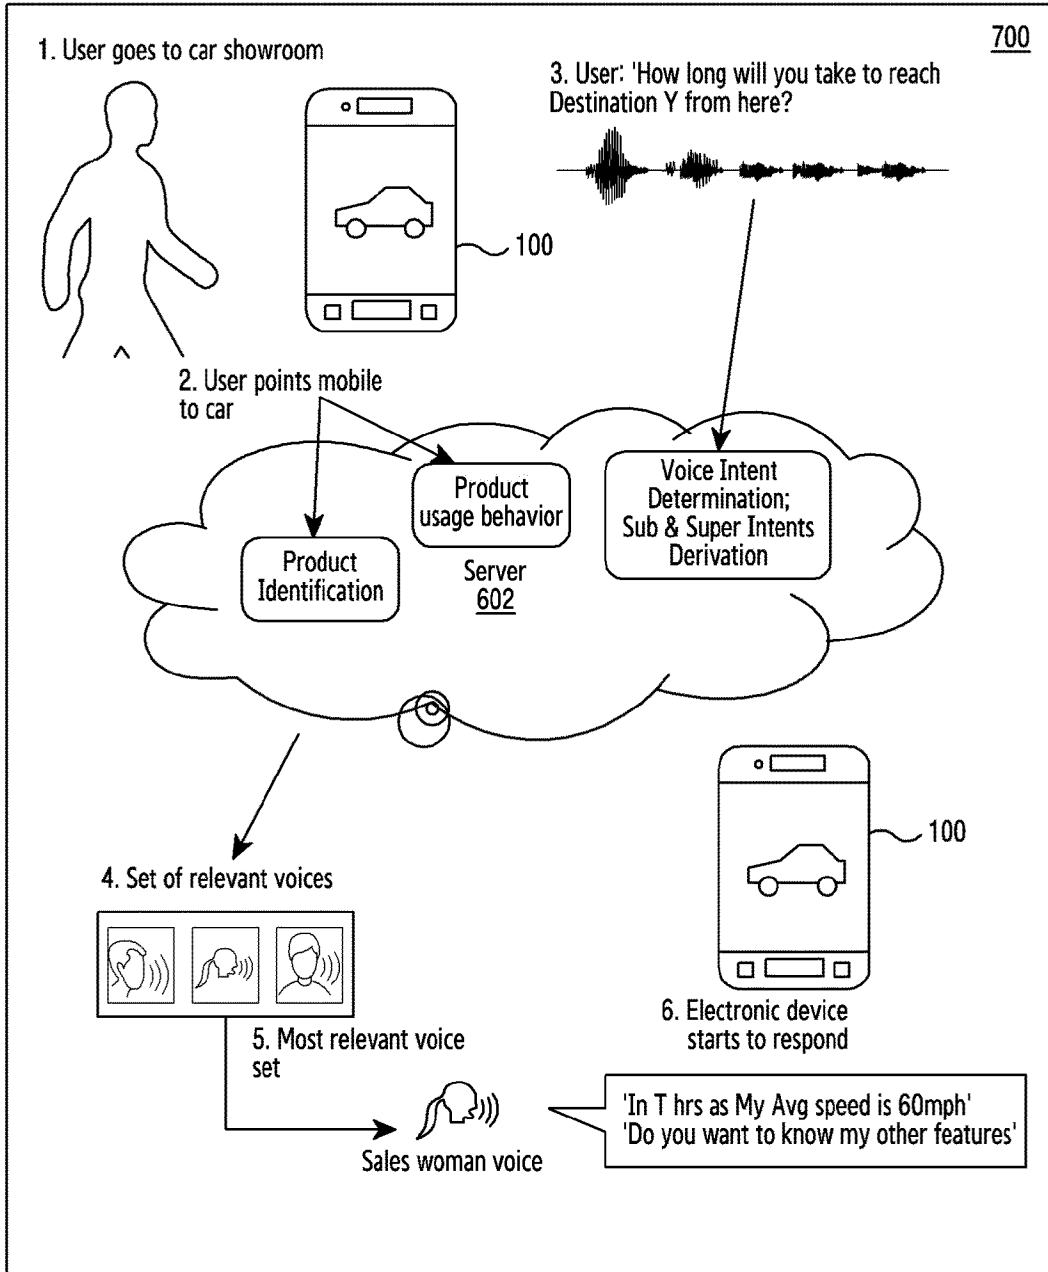 700
1. User goes to car showroom
3. User: 'How long will you take to reach
Destination Y from here?
100
2. User points mobile
to car
Product
usage behavior
Voice Intent
Determination;
Sub & Super Intents
Derivation
Product
Identification
Server
602
100
4. Set of relevant voices
6. Electronic device
starts to respond
5. Most relevant voice
set
'In T hrs as My Avg speed is 60mph'
'Do you want to know my other features'
Sales woman voice